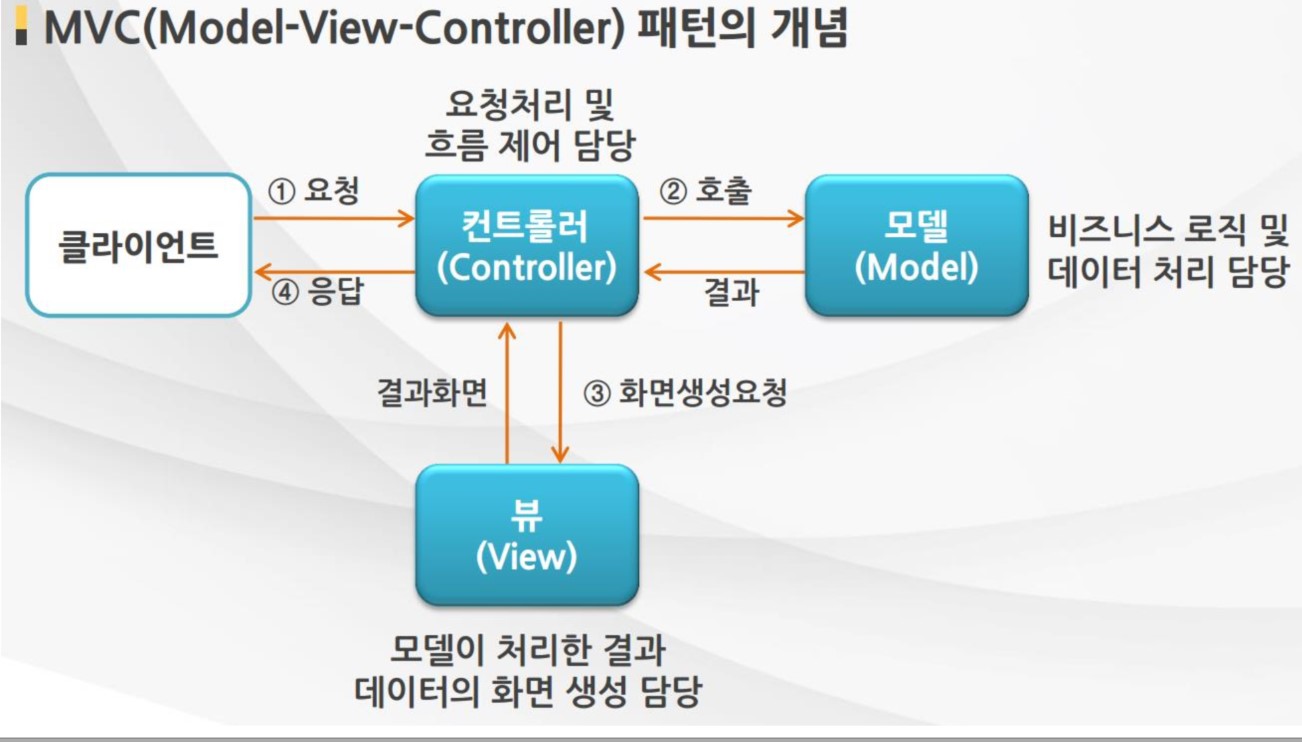 MVC(Model-View-Controller) 패턴의 개념
요청처리 및
흐름 제어 담당
클라이언트
① 요청
④ 응답
컨트롤러
(Controller)
② 호출
결과
모델
(Model)
비즈니스 로직 및
데이터 처리 담당
결과화면
③ 화면생성요청
뷰
(View)
모델이 처리한 결과
데이터의 화면 생성 담당